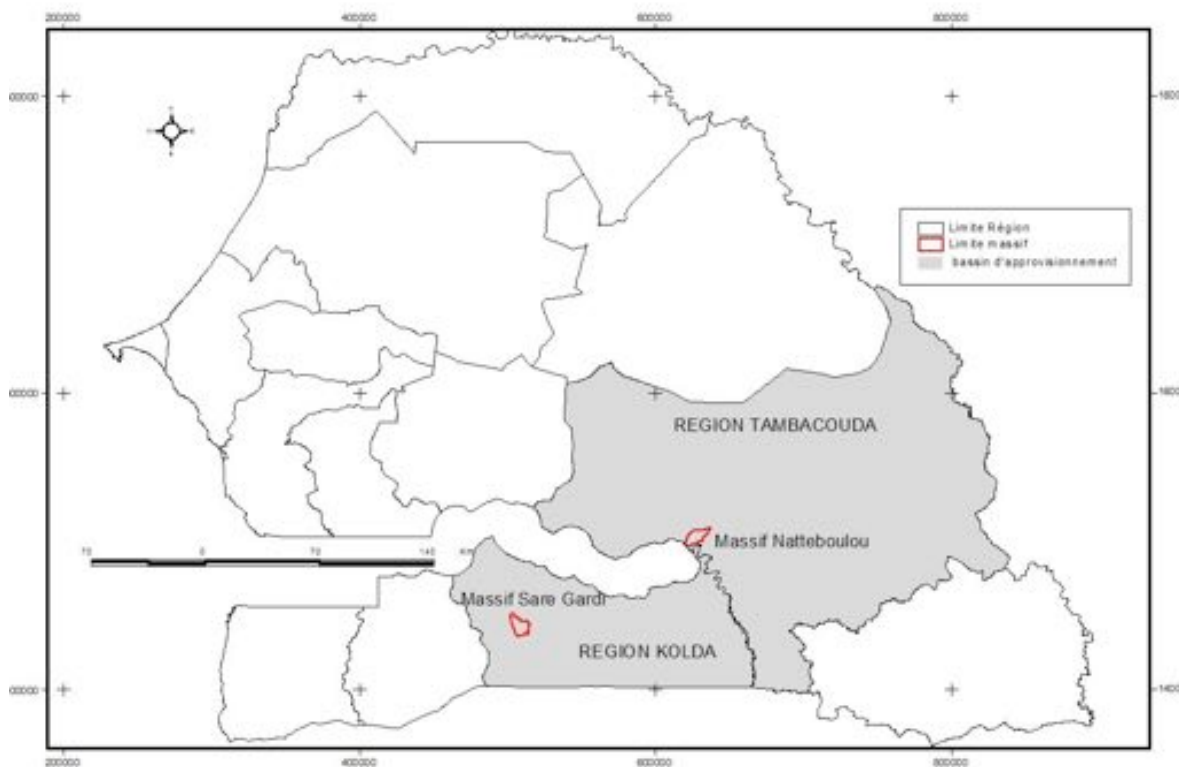 200000 400000 600000 800000
Limite Région
Limite massif
bassin d'approvisionnement
REGION TAMBACOUDA
Massif Natteboulou
70 0 70 140 Km
Massif Sare Gardi
REGION KOLDA
200000 400000 600000 800000